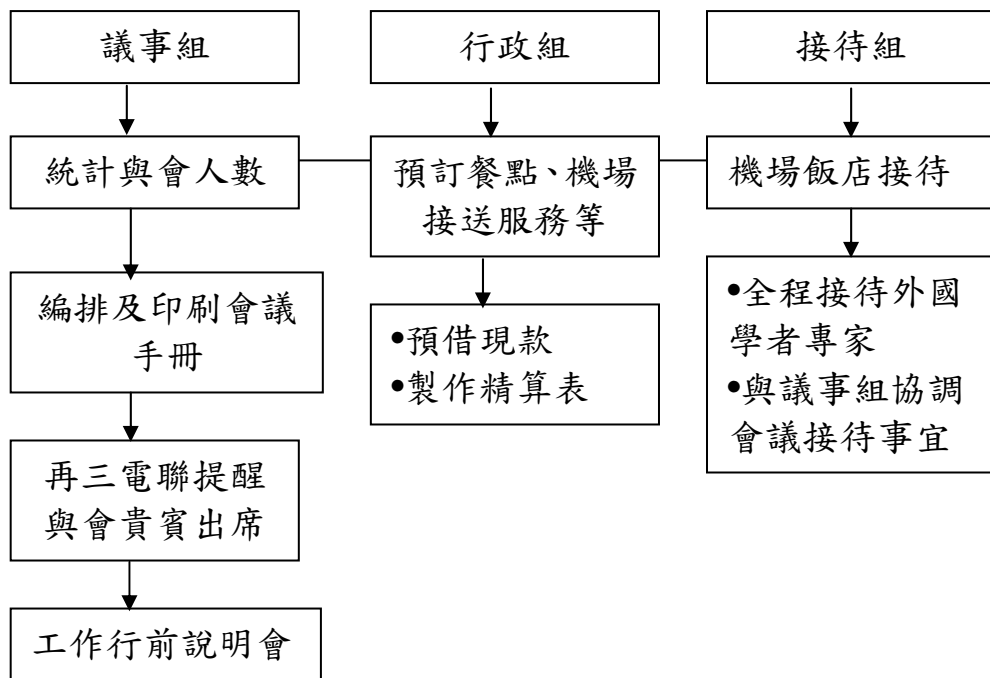 議事組
統計與會人數
編排及印刷會議
手冊
再三電聯提醒
與會貴賓出席
工作行前說明會
行政組
預訂餐點、機場
接送服務等
•預借現款
•製作精算表
接待組
機場飯店接待
•全程接待外國
學者專家
•與議事組協調
會議接待事宜